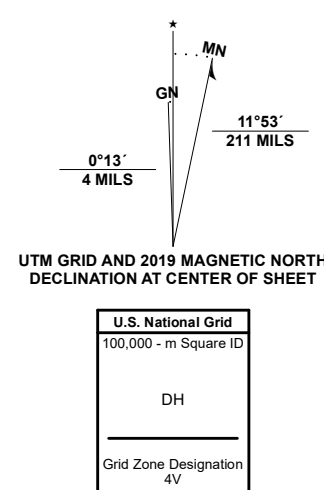 ★
MN
GN
11°53´
211 MILS
0°13´
4 MILS
UTM GRID AND 2019 MAGNETIC NORTH
DECLINATION AT CENTER OF SHEET
U.S. National Grid
100,000 - m Square ID
DH
Grid Zone Designation
4V